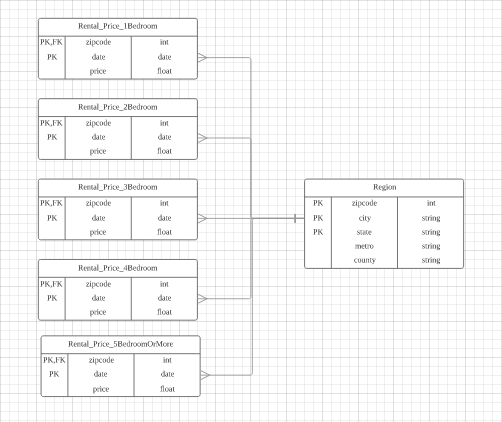 Rental_Price_1Bedroom
PK,FK zipcode int
PK date date
price float
Rental_Price_2Bedroom
PK,FK zipcode int
PK date date
price float
Rental_Price_3Bedroom
PK,FK zipcode int
PK date date
price float
Rental_Price_4Bedroom
PK,FK zipcode int
PK date date
price float
Rental_Price_5BedroomOrMore
PK,FK zipcode int
PK date date
price float
Region
PK zipcode int
PK city string
PK state string
metro string
county string